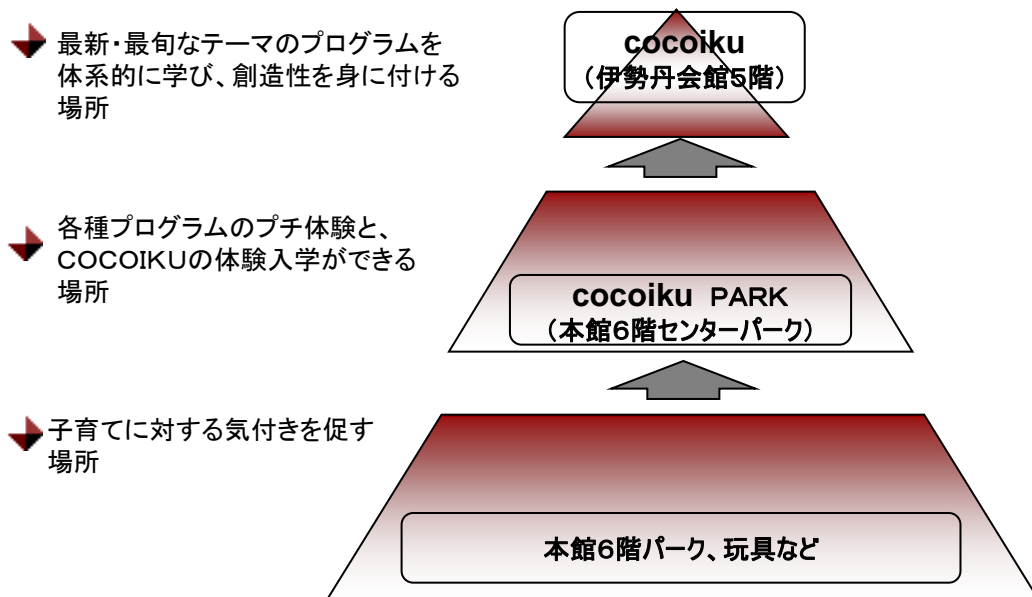 最新・最旬なテーマのプログラムを
体系的に学び、創造性を身に付ける
場所
cocoiku
（伊勢丹会館5階）
各種プログラムのプチ体験と、
COCOIKUの体験入学ができる
場所
cocoiku PARK
（本館6階センターパーク）
子育てに対する気付きを促す
場所
本館6階パーク、玩具など